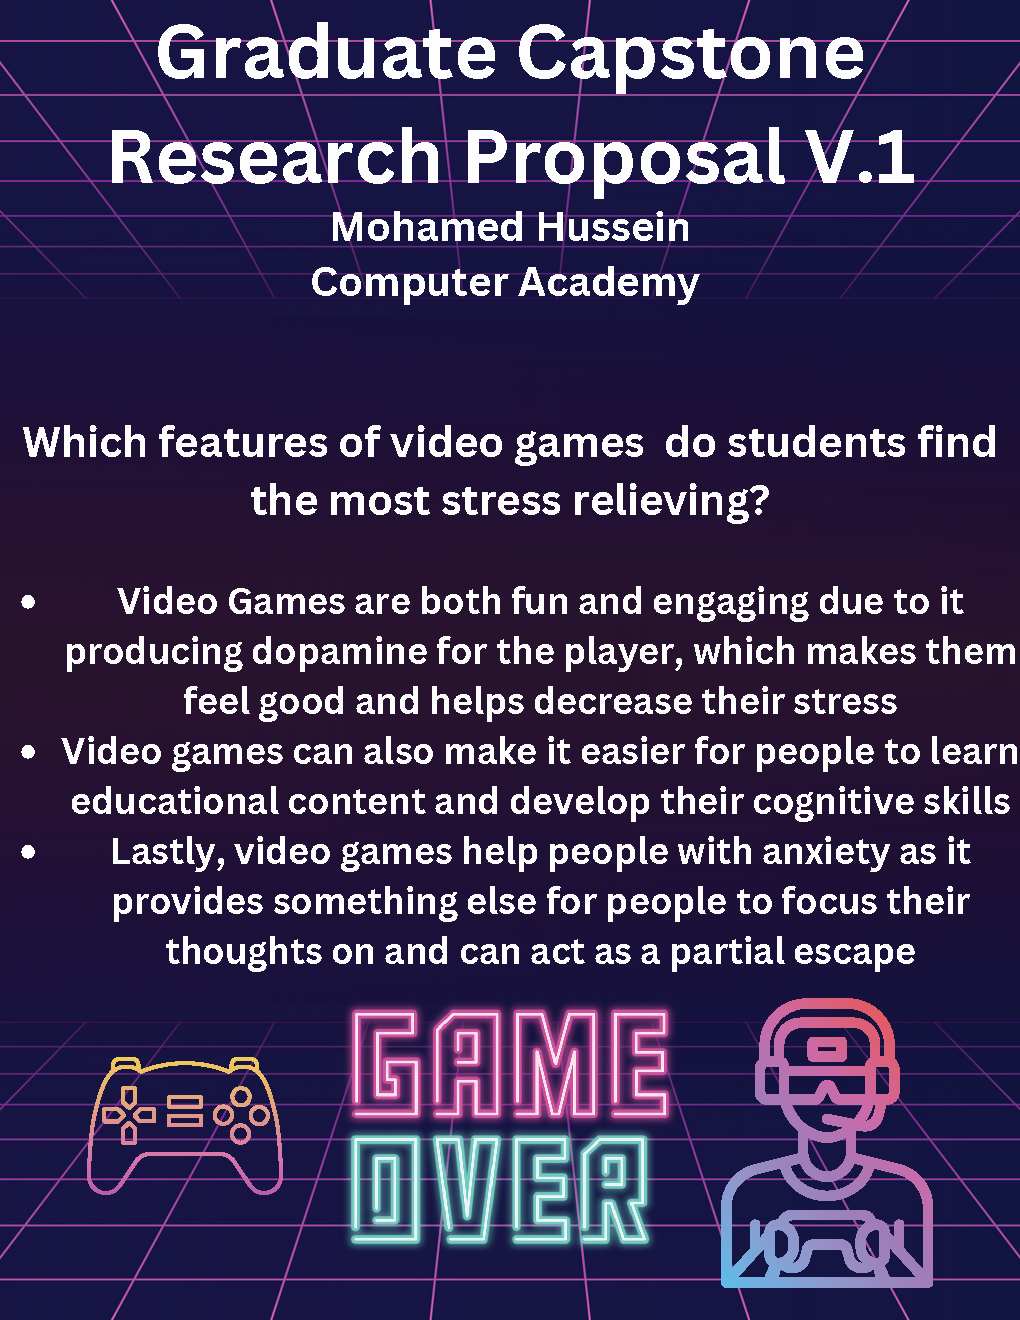 Graduate Capstone
Research Proposal V.1
Mohamed Hussein
Computer Academy
Which features of video games  do students find
the most stress relieving?
• Video Games are both fun and engaging due to it
producing dopamine for the player, which makes them
feel good and helps decrease their stress
• Video games can also make it easier for people to learn
educational content and develop their cognitive skills
• Lastly, video games help people with anxiety as it
provides something else for people to focus their
thoughts on and can act as a partial escape
GAME
OVER